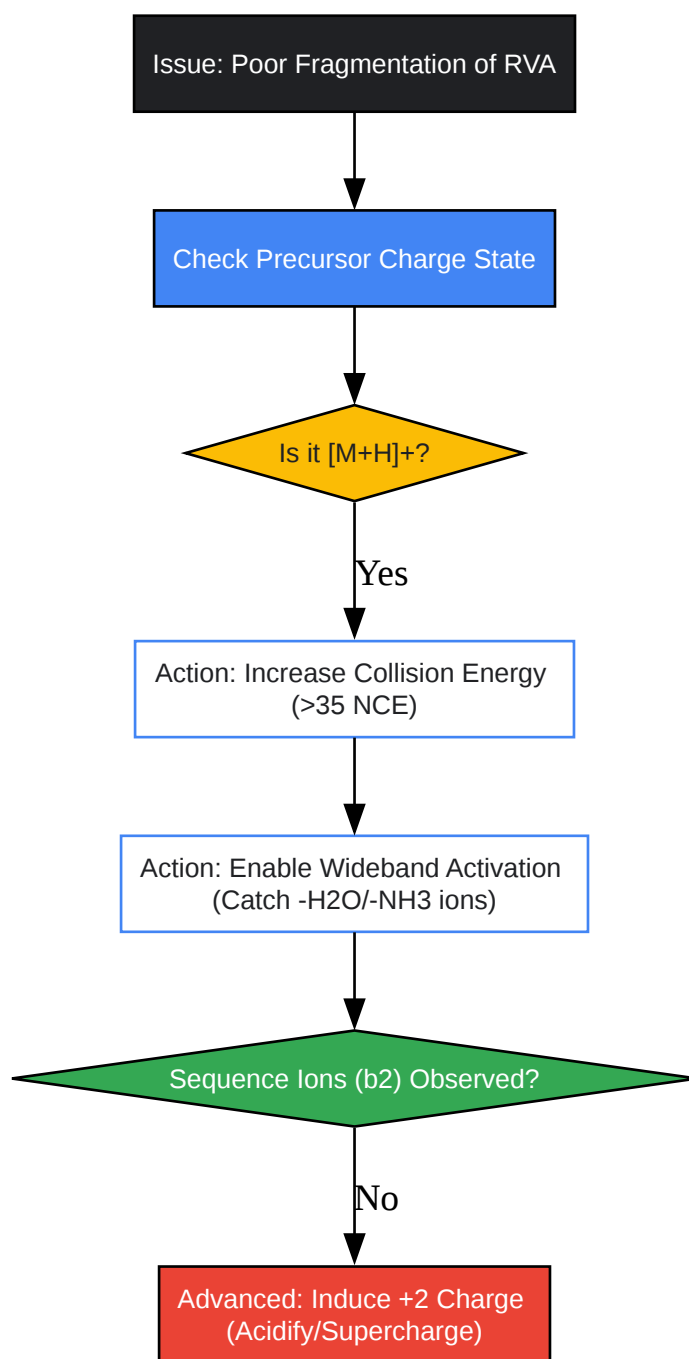 Issue: Poor Fragmentation of RVA
Check Precursor Charge State
Is it [M+H]+?
Yes
Action: Increase Collision Energy
(>35 NCE)
Action: Enable Wideband Activation
(Catch -H2O/-NH3 ions)
Sequence Ions (b2) Observed?
No
Advanced: Induce +2 Charge
(Acidify/Supercharge)